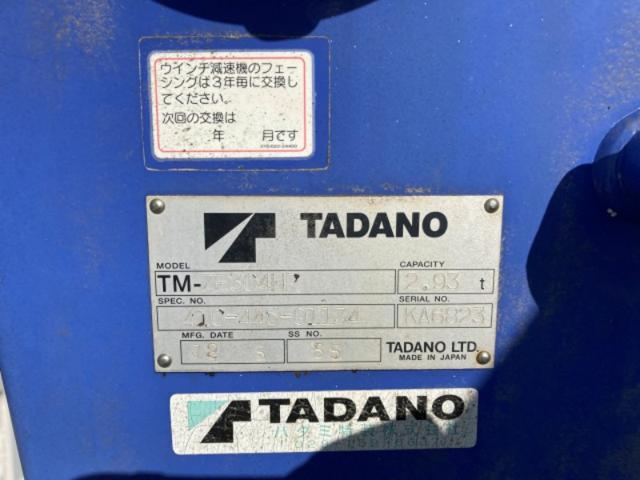 ウインチ減速機のフェー
シングは3年毎に交換し
てください。
次回の交換は
年 月です
TADANO
MODEL CAPACITY
TM- 2.93 t
SPEC. NO. SERIAL NO.
KA6823
MFG. DATE SS NO.
TADANO LTD.
MADE IN JAPAN
TADANO